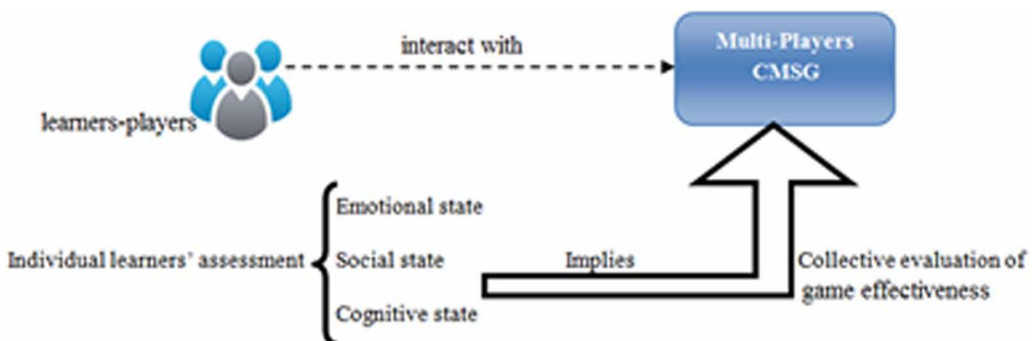 interact with
Multi-Players
CMSG
learners-players
Emotional state
Individual learners' assessment
Social state
Implies
Collective evaluation of
game effectiveness
Cognitive state